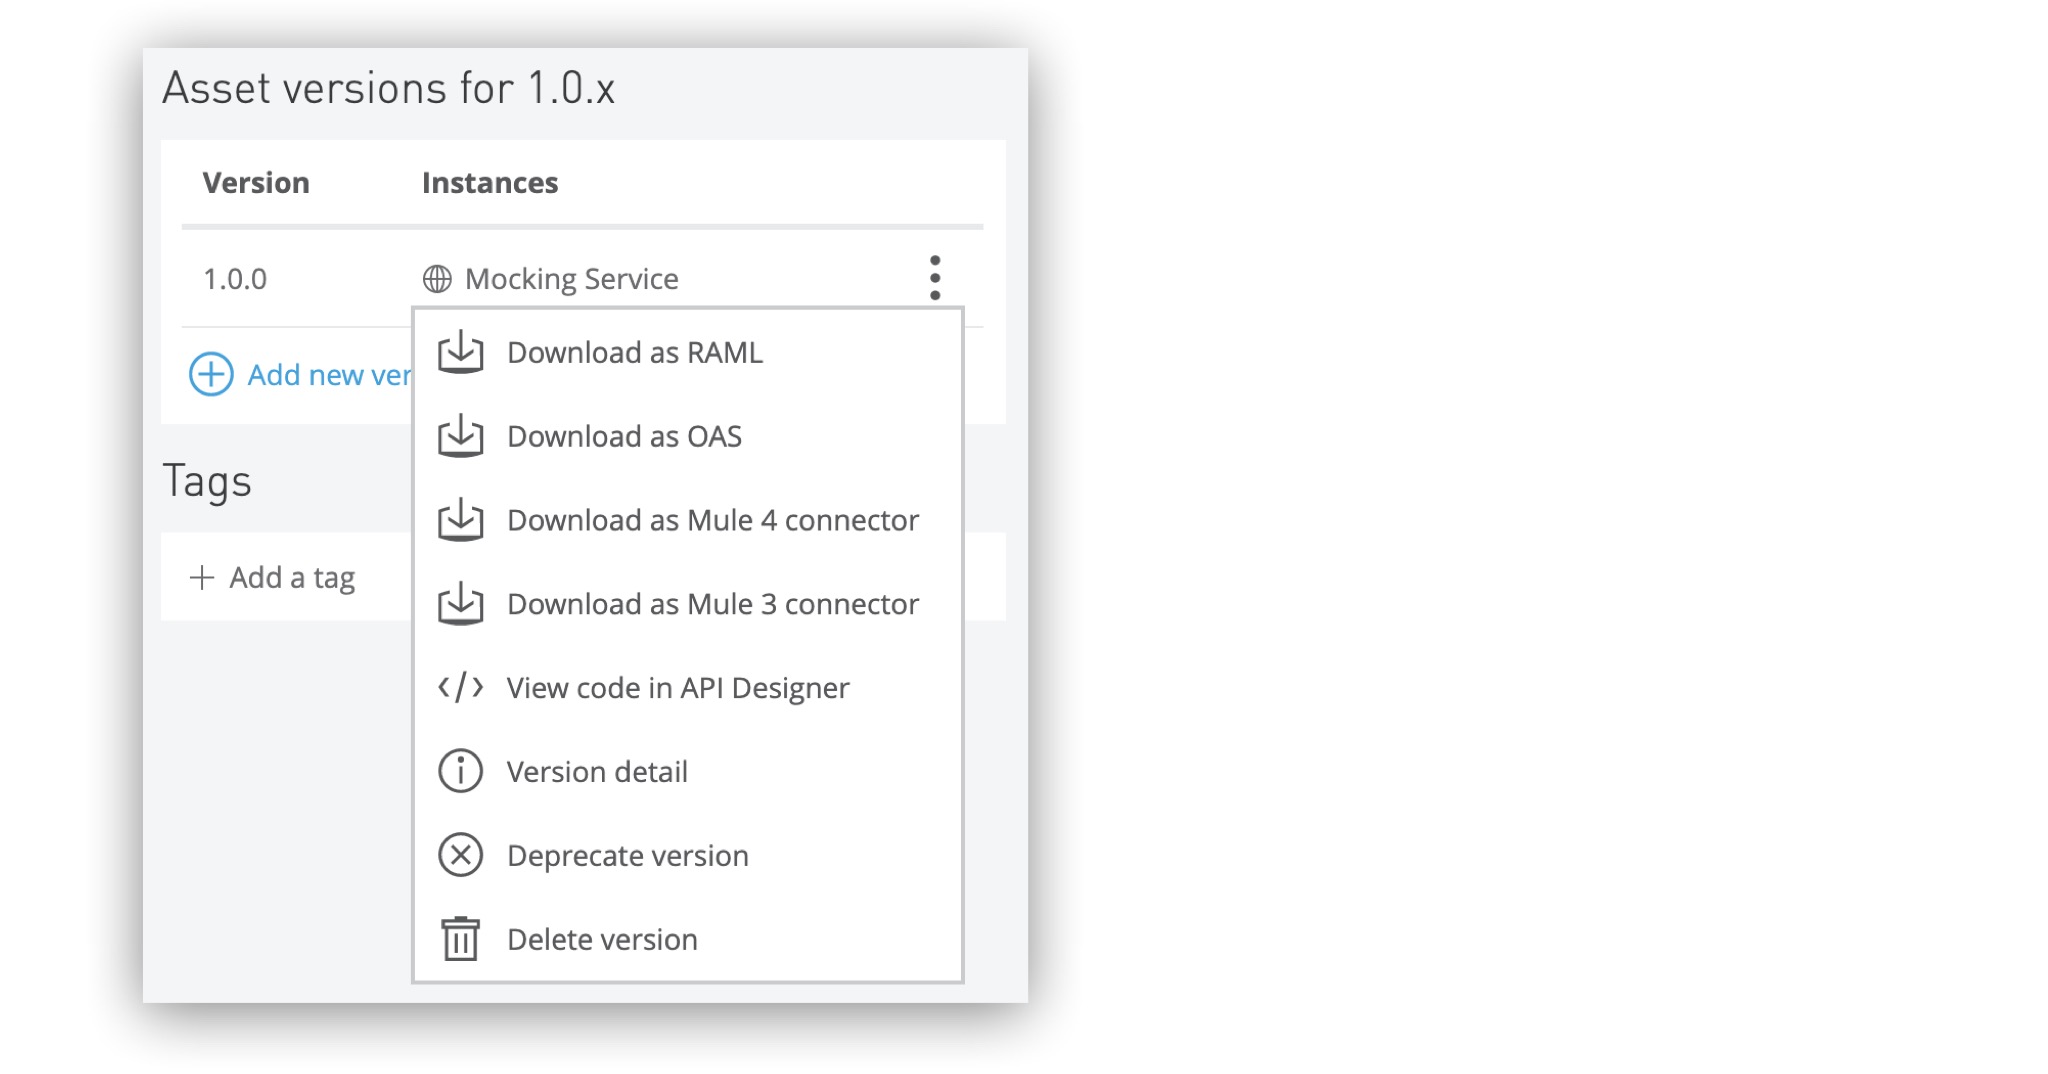 Asset versions for 1.0.x
Version Instances
1.0.0 Mocking Service
Download as RAML
Add new ver
Download as OAS
Tags
Download as Mule 4 connector
Add a tag
Download as Mule 3 connector
View code in API Designer
Version detail
Deprecate version
Delete version